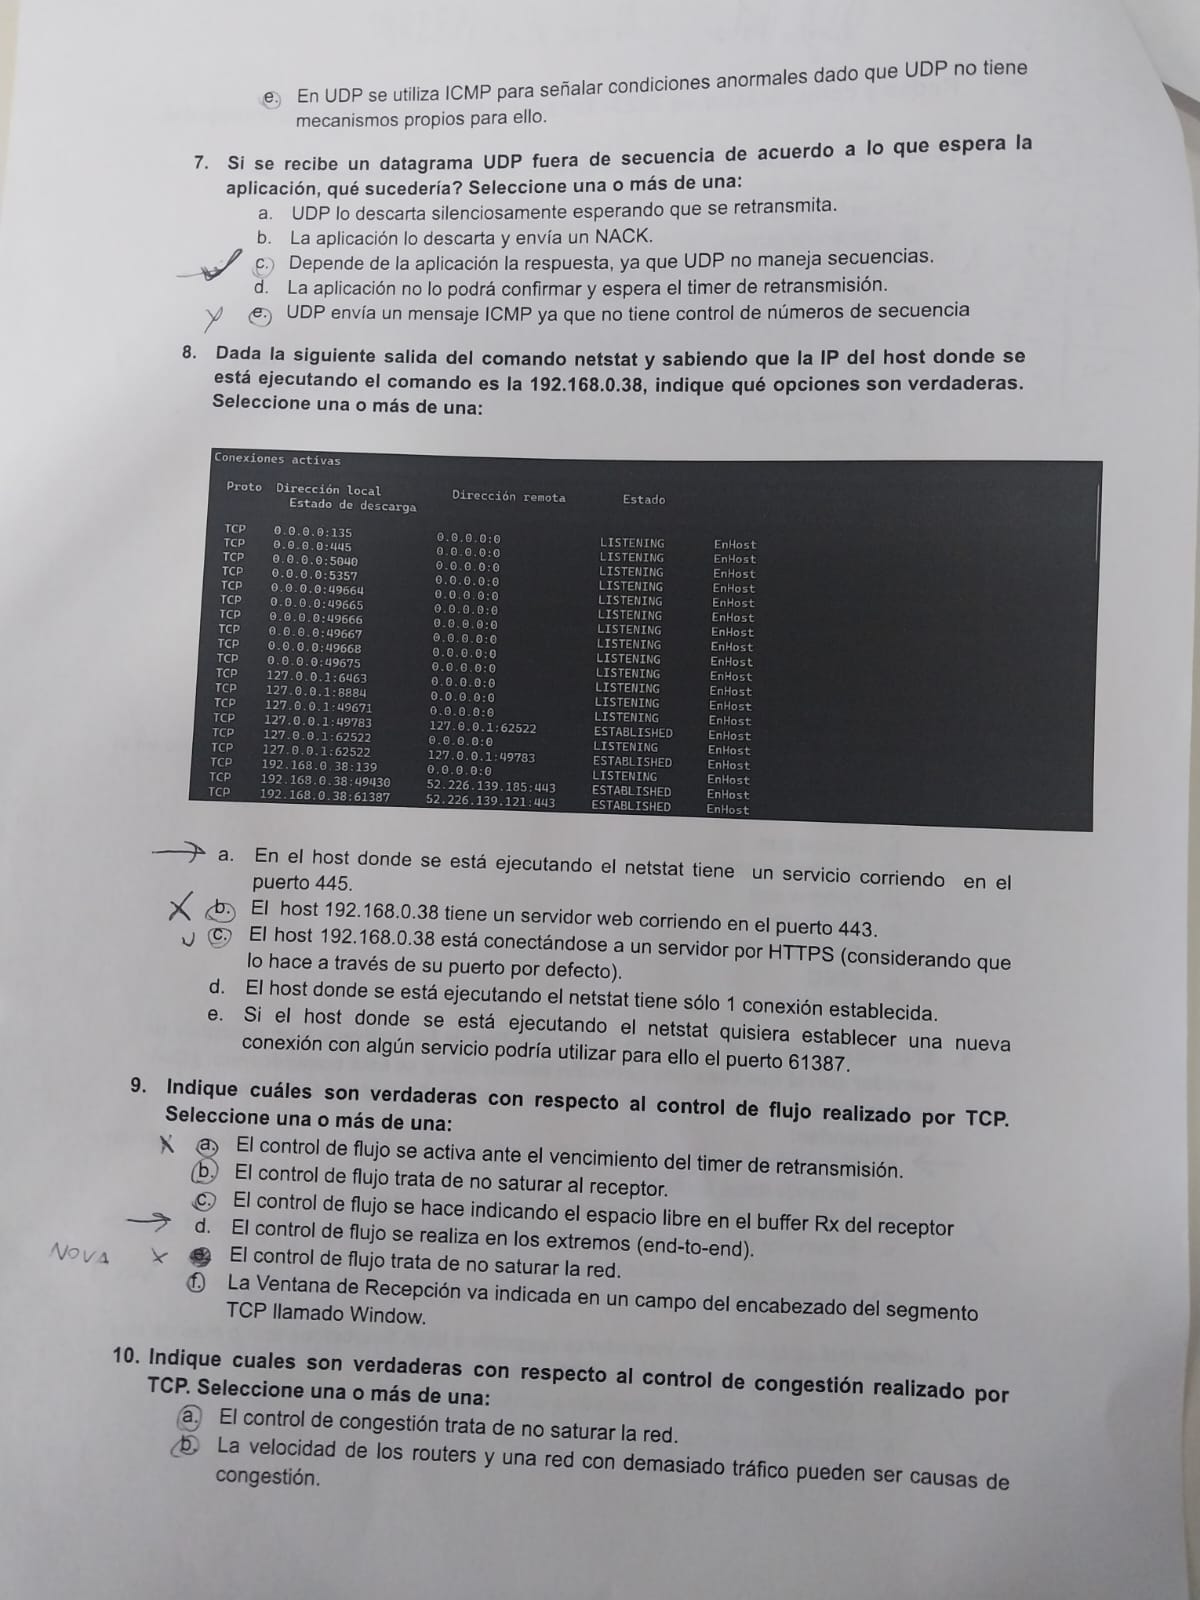 e. En UDP se utiliza ICMP para señalar condiciones anormales dado que UDP no tiene
mecanismos propios para ello.
7. Si se recibe un datagrama UDP fuera de secuencia de acuerdo a lo que espera la
aplicación, qué sucedería? Seleccione una o más de una:
a. UDP lo descarta silenciosamente esperando que se retransmita.
b. La aplicación lo descarta y envía un NACK.
c. Depende de la aplicación la respuesta, ya que UDP no maneja secuencias.
d. La aplicación no lo podrá confirmar y espera el timer de retransmisión.
e. UDP envía un mensaje ICMP ya que no tiene control de números de secuencia
8. Dada la siguiente salida del comando netstat y sabiendo que la IP del host donde se
está ejecutando el comando es la 192.168.0.38, indique qué opciones son verdaderas.
Seleccione una o más de una:
Conexiones activas
Proto Dirección local Dirección remota Estado
Estado de descarga
TCP 0.0.0.0:135 0.0.0.0:0 LISTENING EnHost
TCP 0.0.0.0:445 0.0.0.0:0 LISTENING EnHost
TCP 0.0.0.0:5040 0.0.0.0:0 LISTENING EnHost
TCP 0.0.0.0:5357 0.0.0.0:0 LISTENING EnHost
TCP 0.0.0.0:49664 0.0.0.0:0 LISTENING EnHost
TCP 0.0.0.0:49665 0.0.0.0:0 LISTENING EnHost
TCP 0.0.0.0:49666 0.0.0.0:0 LISTENING EnHost
TCP 0.0.0.0:49667 0.0.0.0:0 LISTENING EnHost
TCP 0.0.0.0:49668 0.0.0.0:0 LISTENING EnHost
TCP 0.0.0.0:49675 0.0.0.0:0 LISTENING EnHost
TCP 127.0.0.1:6463 0.0.0.0:0 LISTENING EnHost
TCP 127.0.0.1:8884 0.0.0.0:0 LISTENING EnHost
TCP 127.0.0.1:49671 0.0.0.0:0 LISTENING EnHost
TCP 127.0.0.1:49783 127.0.0.1:62522 ESTABLISHED EnHost
TCP 127.0.0.1:62522 0.0.0.0:0 LISTENING EnHost
TCP 127.0.0.1:62522 127.0.0.1:49783 ESTABLISHED EnHost
TCP 192.168.0.38:139 0.0.0.0:0 LISTENING EnHost
TCP 192.168.0.38:49430 52.226.139.185:443 ESTABLISHED EnHost
TCP 192.168.0.38:61387 52.226.139.121:443 ESTABLISHED EnHost
a. En el host donde se está ejecutando el netstat tiene un servicio corriendo en el
puerto 445.
b. El host 192.168.0.38 tiene un servidor web corriendo en el puerto 443.
c. El host 192.168.0.38 está conectándose a un servidor por HTTPS (considerando que
lo hace a través de su puerto por defecto).
d. El host donde se está ejecutando el netstat tiene sólo 1 conexión establecida.
e. Si el host donde se está ejecutando el netstat quisiera establecer una nueva
conexión con algún servicio podría utilizar para ello el puerto 61387.
9. Indique cuáles son verdaderas con respecto al control de flujo realizado por TCP.
Seleccione una o más de una:
a. El control de flujo se activa ante el vencimiento del timer de retransmisión.
b. El control de flujo trata de no saturar al receptor.
c. El control de flujo se hace indicando el espacio libre en el buffer Rx del receptor
d. El control de flujo se realiza en los extremos (end-to-end).
NO VA X e. El control de flujo trata de no saturar la red.
f. La Ventana de Recepción va indicada en un campo del encabezado del segmento
TCP llamado Window.
10. Indique cuales son verdaderas con respecto al control de congestión realizado por
TCP. Seleccione una o más de una:
a. El control de congestión trata de no saturar la red.
b. La velocidad de los routers y una red con demasiado tráfico pueden ser causas de
congestión.